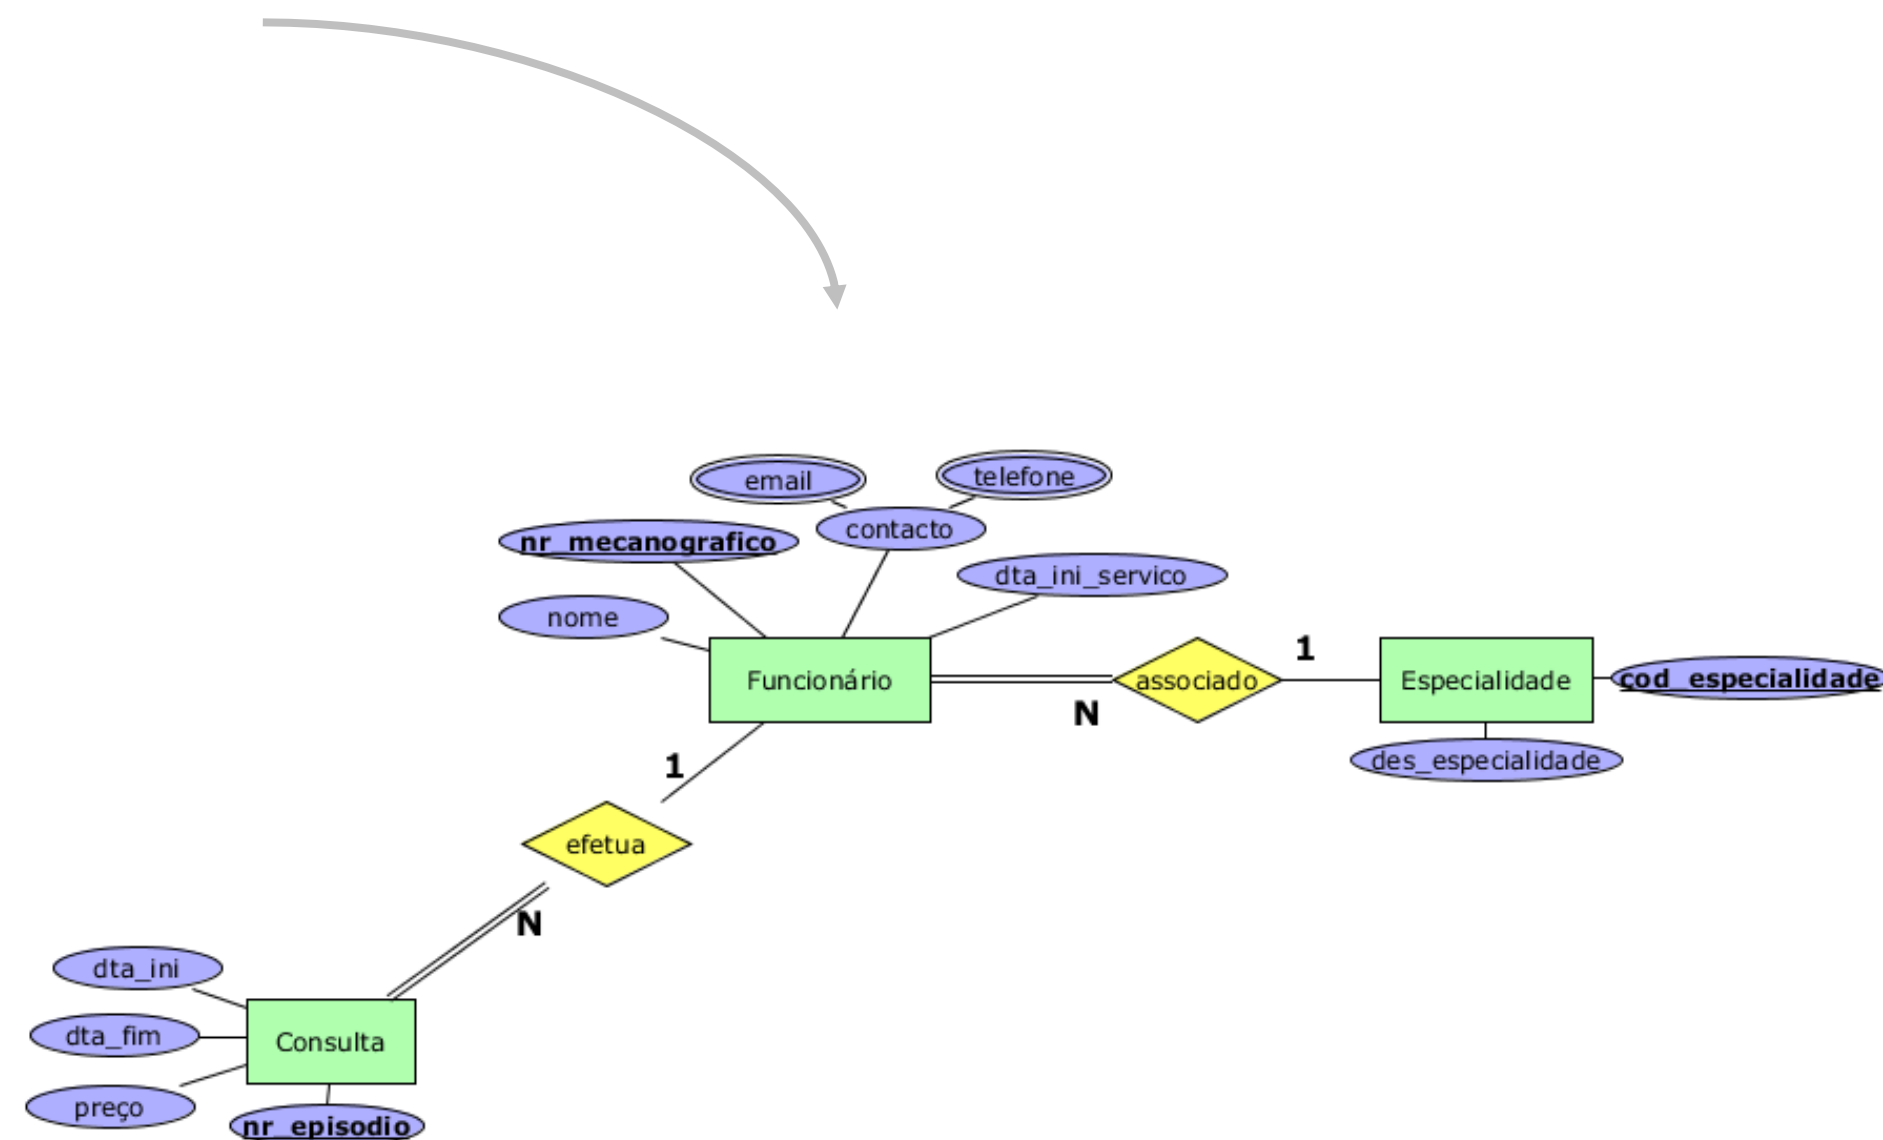 email
telefone
contacto
nr_mecanografico
dta_ini_servico
nome
Funcionário
N
associado
1
Especialidade
cod_especialidade
des_especialidade
1
efetua
N
dta_ini
dta_fim
Consulta
preço
nr_episodio